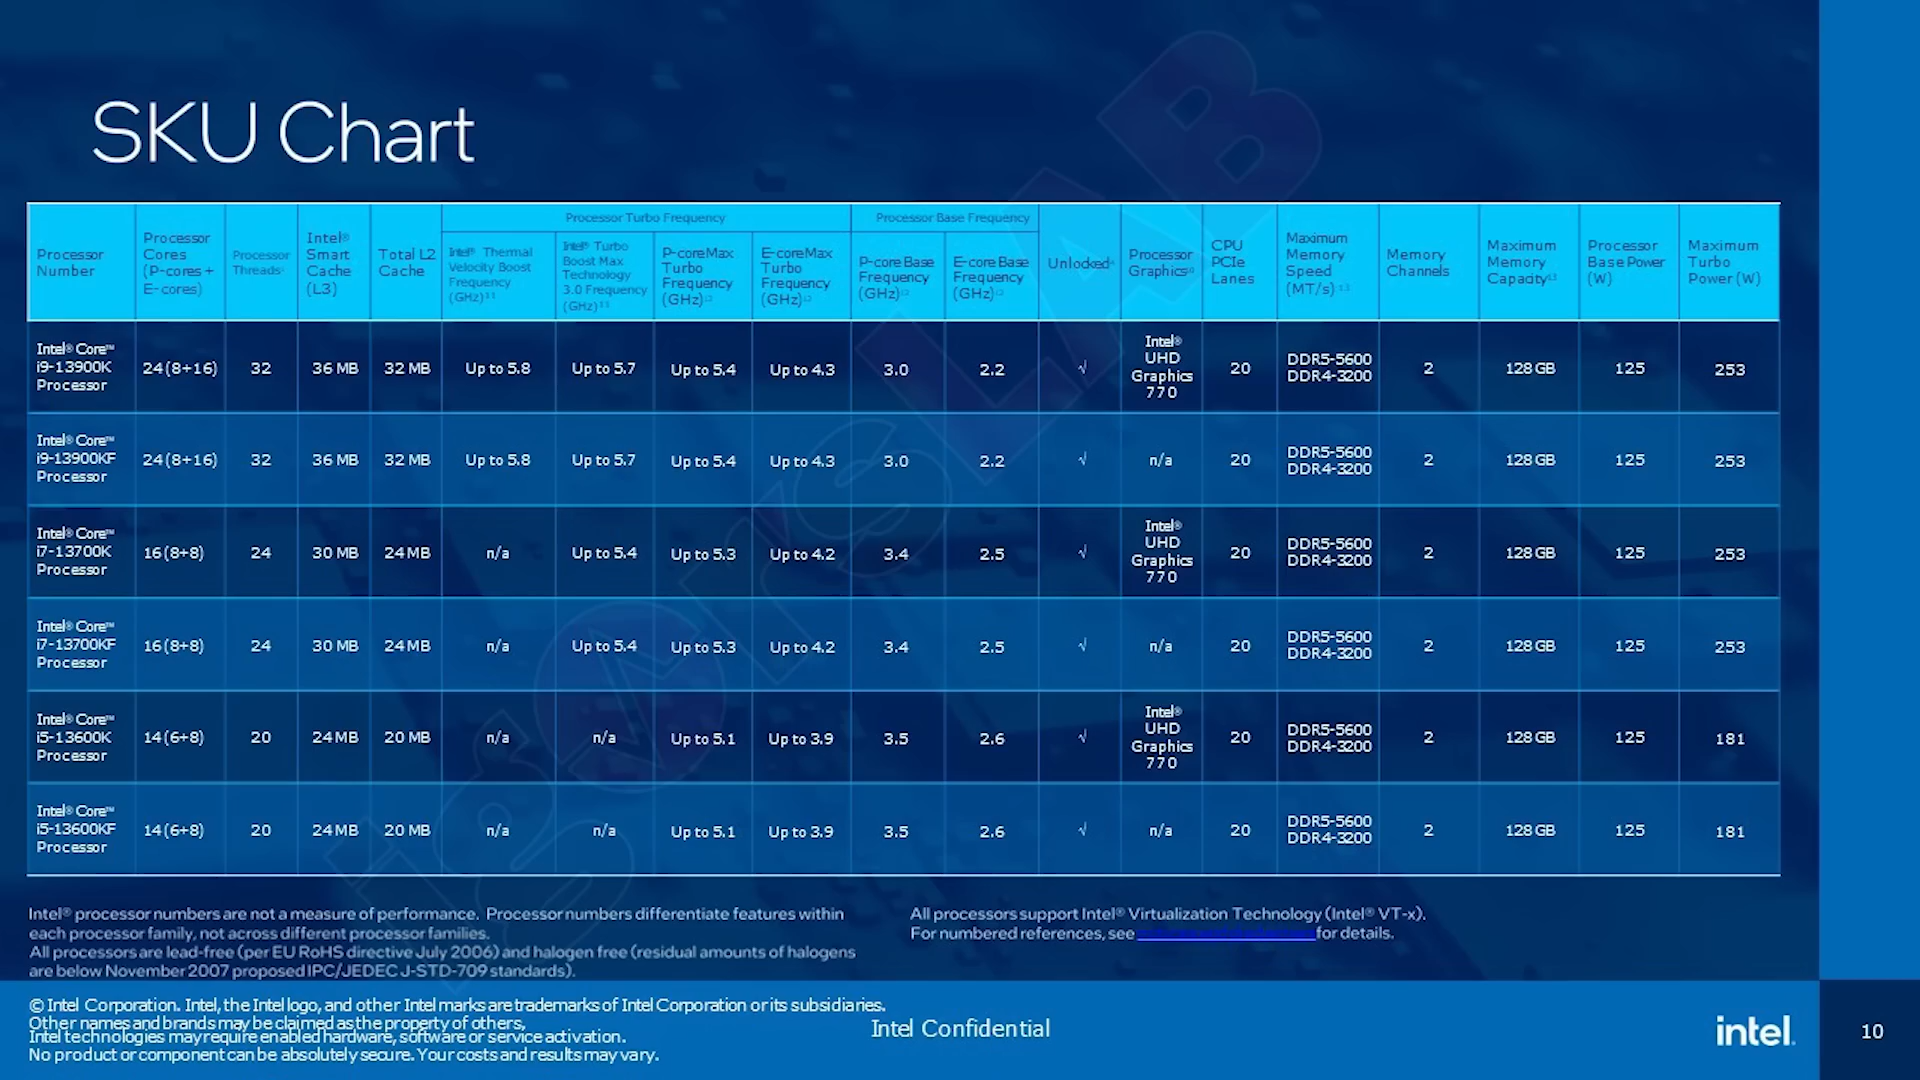 SKU Chart
Processor Turbo Frequency
Processor Base Frequency
Processor
Number
Processor
Cores
(P-cores +
E-cores)
Processor
Threads
Intel®
Smart
Cache
(L3)
Total L2
Cache
Intel® Thermal
Velocity Boost
Frequency
(GHz)
Intel® Turbo
Boost Max
Technology
3.0 Frequency
(GHz)
P-core Max
Turbo
Frequency
(GHz)
E-core Max
Turbo
Frequency
(GHz)
P-core Base
Frequency
(GHz)
E-core Base
Frequency
(GHz)
Unlocked
Processor
Graphics
CPU
PCIe
Lanes
Maximum
Memory
Speed
(MT/s)
Memory
Channels
Maximum
Memory
Capacity
Processor
Base Power
(W)
Maximum
Turbo
Power (W)
Intel® Core™
i9-13900K
Processor
24 (8+16)
32
36 MB
32 MB
Up to 5.8
Up to 5.7
Up to 5.4
Up to 4.3
3.0
2.2
√
Intel®
UHD
Graphics
770
20
DDR5-5600
DDR4-3200
2
128 GB
125
253
Intel® Core™
i9-13900KF
Processor
24 (8+16)
32
36 MB
32 MB
Up to 5.8
Up to 5.7
Up to 5.4
Up to 4.3
3.0
2.2
√
n/a
20
DDR5-5600
DDR4-3200
2
128 GB
125
253
Intel® Core™
i7-13700K
Processor
16 (8+8)
24
30 MB
24 MB
n/a
Up to 5.4
Up to 5.3
Up to 4.2
3.4
2.5
√
Intel®
UHD
Graphics
770
20
DDR5-5600
DDR4-3200
2
128 GB
125
253
Intel® Core™
i7-13700KF
Processor
16 (8+8)
24
30 MB
24 MB
n/a
Up to 5.4
Up to 5.3
Up to 4.2
3.4
2.5
√
n/a
20
DDR5-5600
DDR4-3200
2
128 GB
125
253
Intel® Core™
i5-13600K
Processor
14 (6+8)
20
24 MB
20 MB
n/a
n/a
Up to 5.1
Up to 3.9
3.5
2.6
√
Intel®
UHD
Graphics
770
20
DDR5-5600
DDR4-3200
2
128 GB
125
181
Intel® Core™
i5-13600KF
Processor
14 (6+8)
20
24 MB
20 MB
n/a
n/a
Up to 5.1
Up to 3.9
3.5
2.6
√
n/a
20
DDR5-5600
DDR4-3200
2
128 GB
125
181
Intel® processor numbers are not a measure of performance. Processor numbers differentiate features within
each processor family, not across different processor families.
All processors are lead-free (per EU RoHS directive July 2006) and halogen free (residual amounts of halogens
are below November 2007 proposed IPC/JEDEC J-STD-709 standards).
All processors support Intel® Virtualization Technology (Intel® VT-x).
For numbered references, see for details.
© Intel Corporation. Intel, the Intel logo, and other Intel marks are trademarks of Intel Corporation or its subsidiaries.
Other names and brands may be claimed as the property of others,
Intel technologies may require enabled hardware, software or service activation.
No product or component can be absolutely secure. Your costs and results may vary.
Intel Confidential
intel.
10